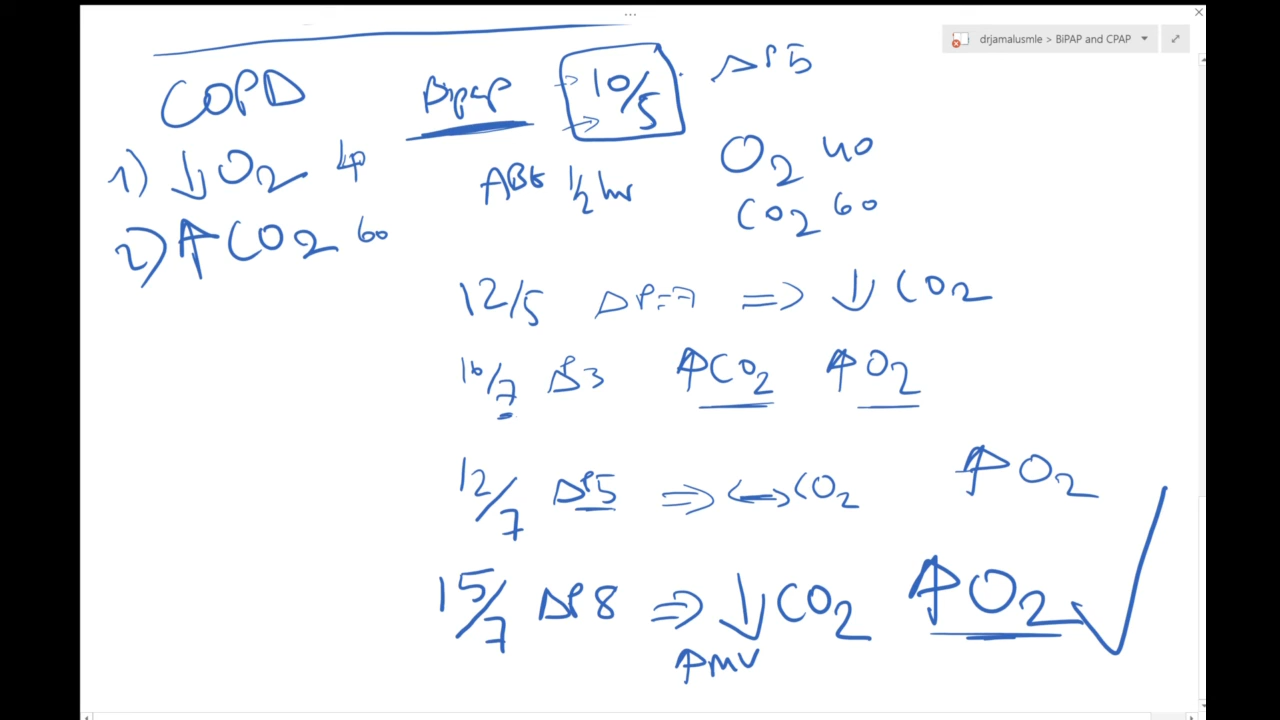 drjamalusmle > BiPAP and CPAP
COPD Bipap → 10/5 ΔP5
1) ↓O2 40 ABG 1/2 hr O2 40
2) ↑CO2 60 CO2 60
12/5 ΔP=7 => ↓CO2
10/7 ΔP3 ↑CO2 ↑O2
12/7 ΔP5 => ↔CO2 ↑O2
15/7 ΔP8 => ↓CO2 ↑O2 ✓
↑MV